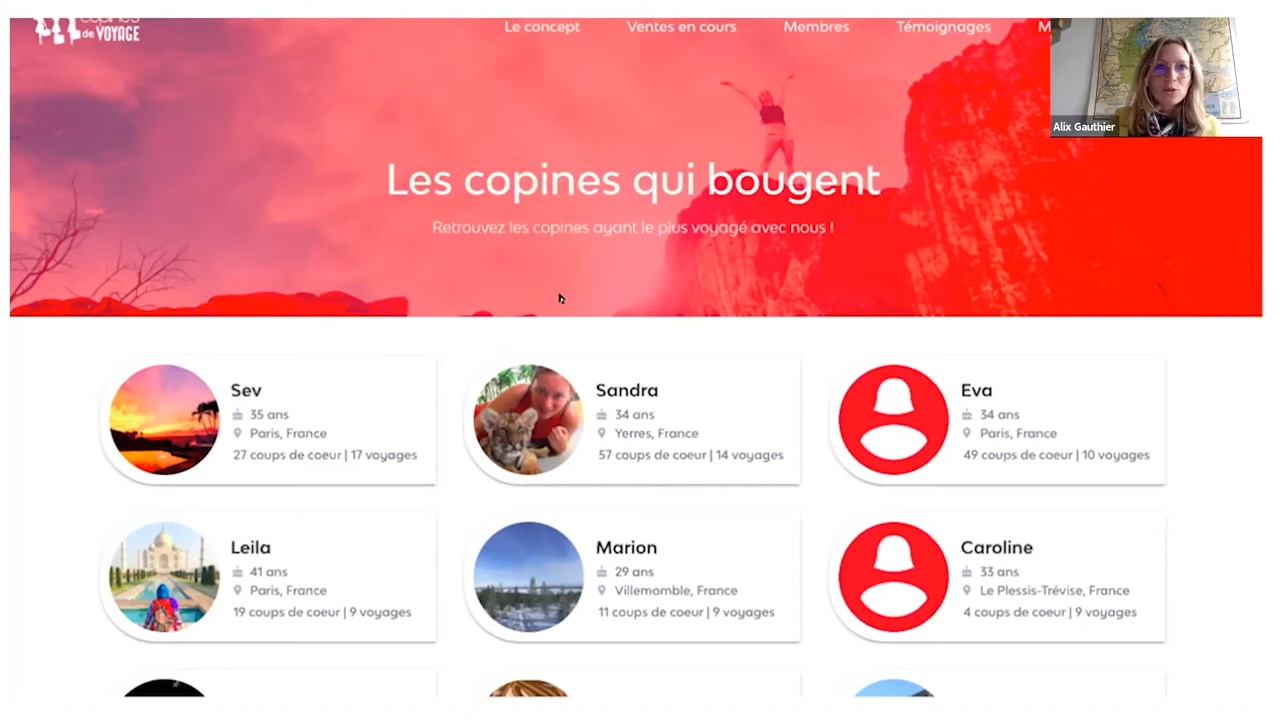 copines
de VOYAGE
Le concept
Ventes en cours
Membres
Témoignages
M
Alix Gauthier
Les copines qui bougent
Retrouvez les copines ayant le plus voyagé avec nous !
Sev
35 ans
Paris, France
27 coups de coeur | 17 voyages
Sandra
34 ans
Yerres, France
57 coups de coeur | 14 voyages
Eva
34 ans
Paris, France
49 coups de coeur | 10 voyages
Leila
41 ans
Paris, France
19 coups de coeur | 9 voyages
Marion
29 ans
Villemomble, France
11 coups de coeur | 9 voyages
Caroline
33 ans
Le Plessis-Trévise, France
4 coups de coeur | 9 voyages